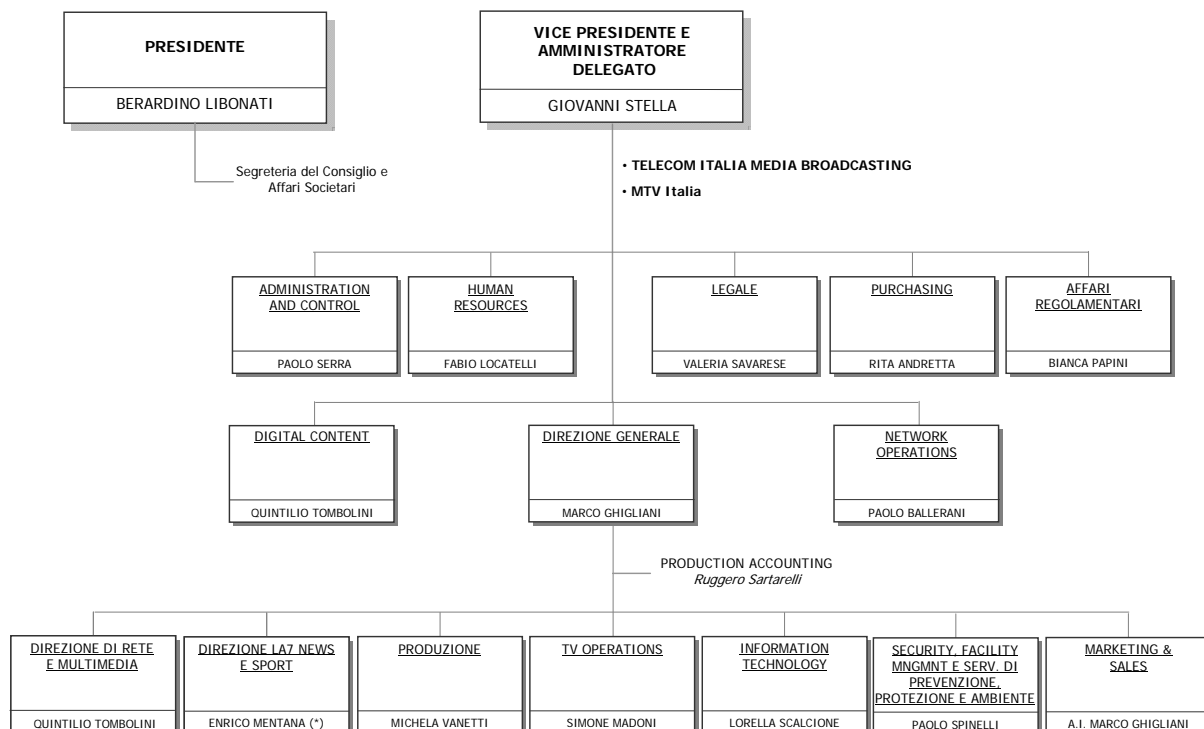 PRESIDENTE
BERARDINO LIBONATI
VICE PRESIDENTE E
AMMINISTRATORE
DELEGATO
GIOVANNI STELLA
Segreteria del Consiglio e
Affari Societari
• TELECOM ITALIA MEDIA BROADCASTING
• MTV Italia
ADMINISTRATION
AND CONTROL
PAOLO SERRA
HUMAN
RESOURCES
FABIO LOCATELLI
LEGALE
VALERIA SAVARESE
PURCHASING
RITA ANDRETTA
AFFARI
REGOLAMENTARI
BIANCA PAPINI
DIGITAL CONTENT
QUINTILIO TOMBOLINI
DIREZIONE GENERALE
MARCO GHIGLIANI
NETWORK
OPERATIONS
PAOLO BALLERANI
PRODUCTION ACCOUNTING
Ruggero Sartarelli
DIREZIONE DI RETE
E MULTIMEDIA
QUINTILIO TOMBOLINI
DIREZIONE LA7 NEWS
E SPORT
ENRICO MENTANA (*)
PRODUZIONE
MICHELA VANETTI
TV OPERATIONS
SIMONE MADONI
INFORMATION
TECHNOLOGY
LORELLA SCALCIONE
SECURITY, FACILITY
MNGMNT E SERV. DI
PREVENZIONE,
PROTEZIONE E AMBIENTE
PAOLO SPINELLI
MARKETING &
SALES
A.I. MARCO GHIGLIANI